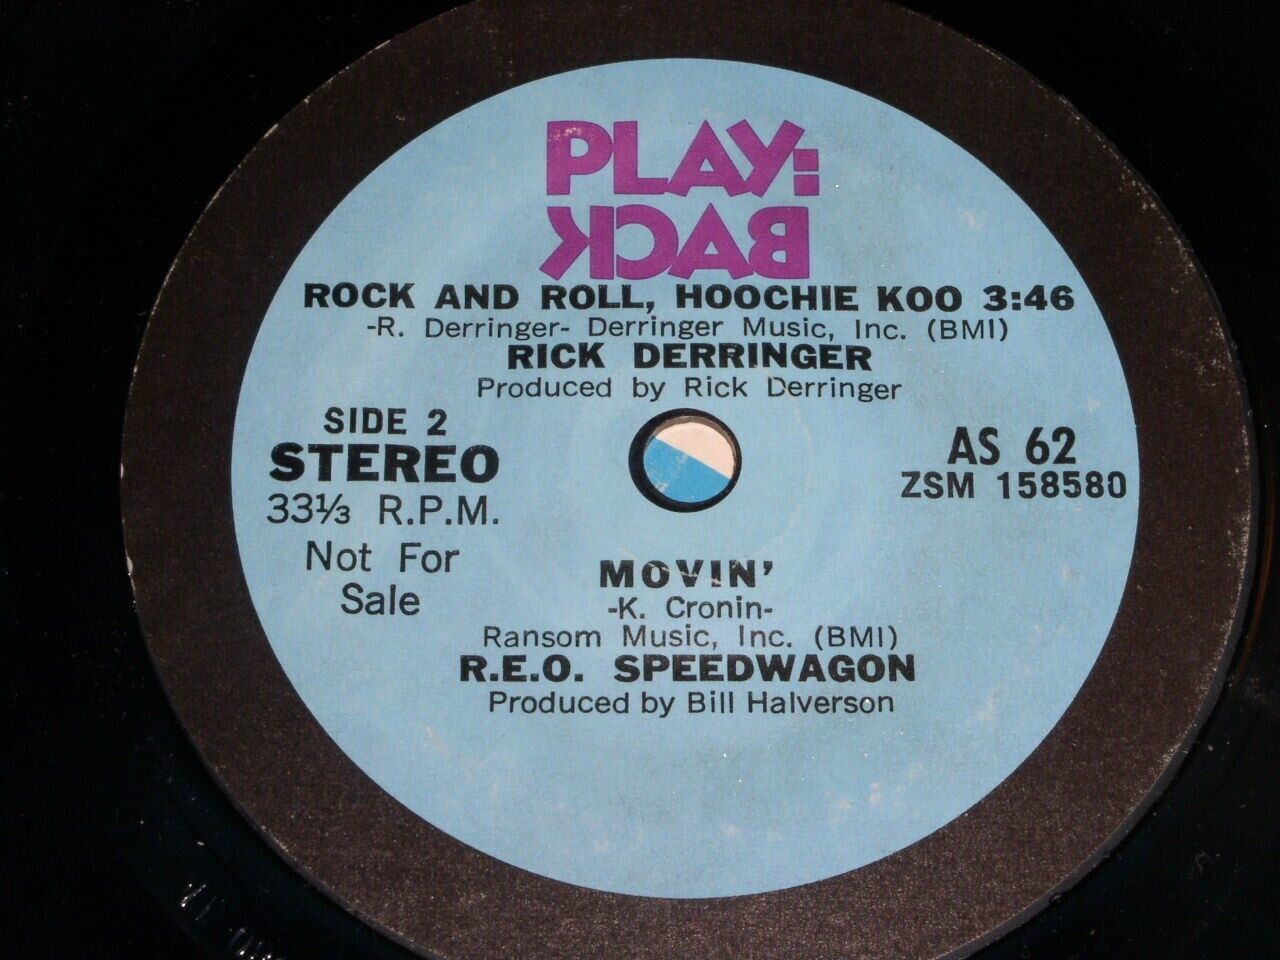 PLAY:
BACK
ROCK AND ROLL, HOOCHIE KOO 3:46
-R. Derringer- Derringer Music, Inc. (BMI)
RICK DERRINGER
Produced by Rick Derringer
SIDE 2
STEREO
33⅓ R.P.M.
Not For
Sale
AS 62
ZSM 158580
MOVIN'
-K. Cronin-
Ransom Music, Inc. (BMI)
R.E.O. SPEEDWAGON
Produced by Bill Halverson